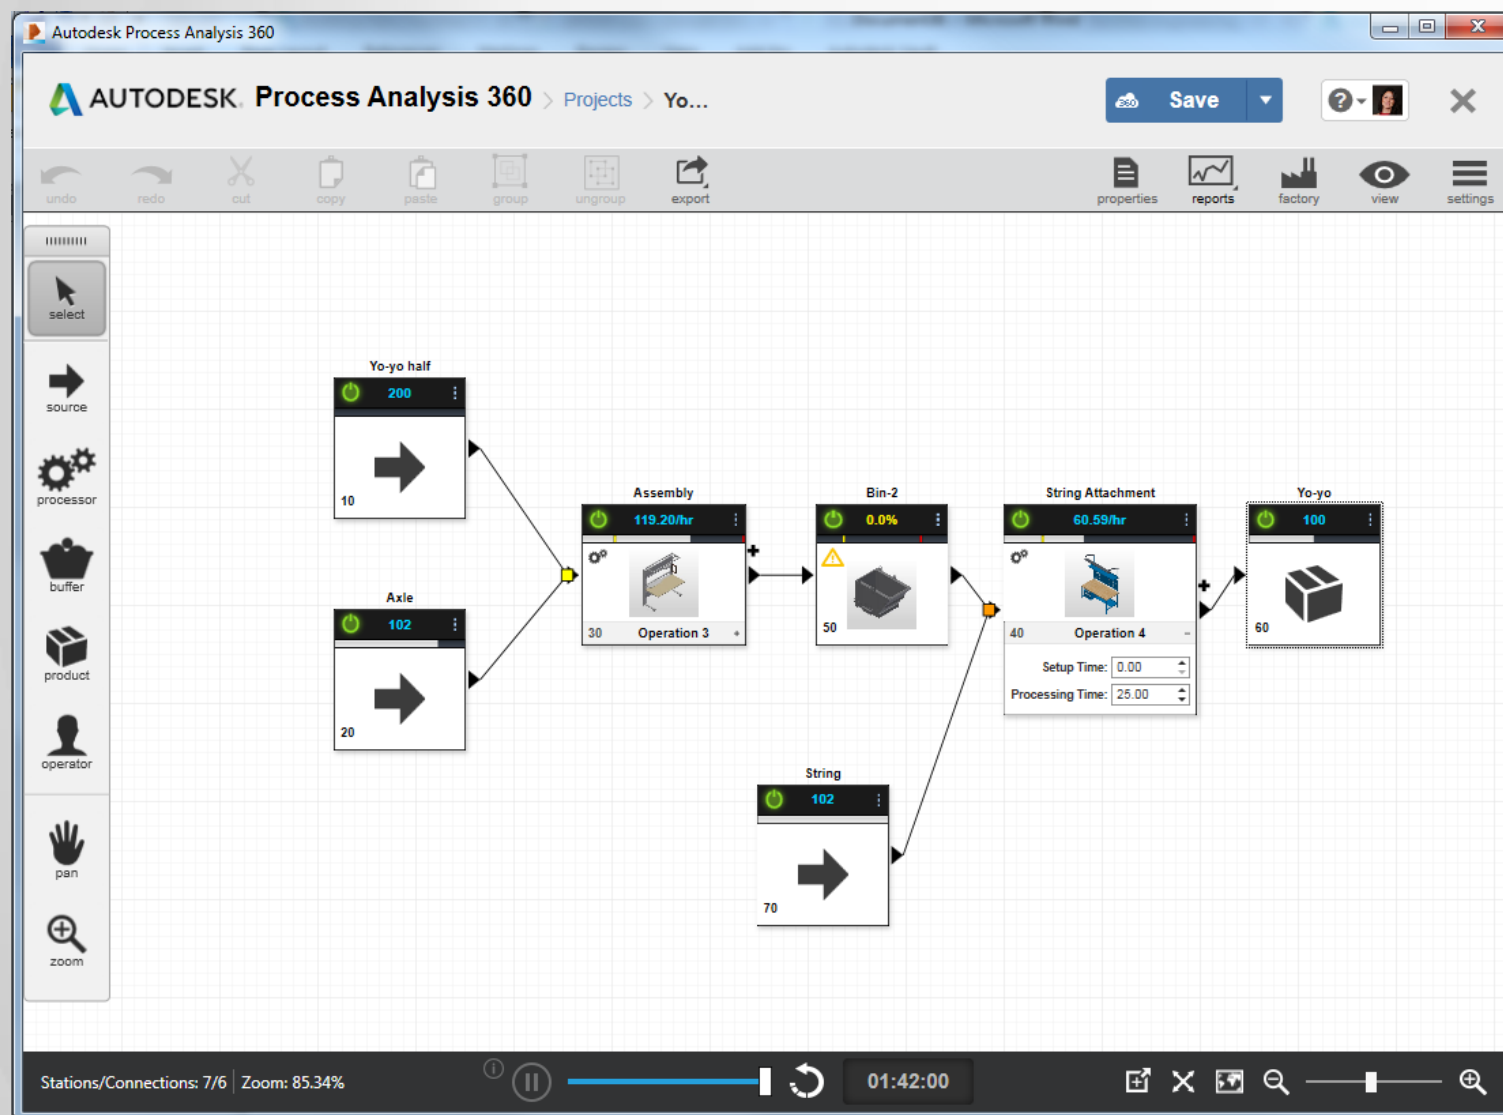 Autodesk Process Analysis 360
AUTODESK. Process Analysis 360 > Projects > Yo...
360 Save
?
undo
redo
cut
copy
paste
group
ungroup
export
properties
reports
factory
view
settings
select
source
processor
buffer
product
operator
pan
zoom
Yo-yo half
200
10
Axle
102
20
Assembly
119.20/hr
30 Operation 3 +
Bin-2
0.0%
50
String Attachment
60.59/hr
40 Operation 4 -
Setup Time: 0.00
Processing Time: 25.00
Yo-yo
100
60
String
102
70
Stations/Connections: 7/6 Zoom: 85.34%
01:42:00